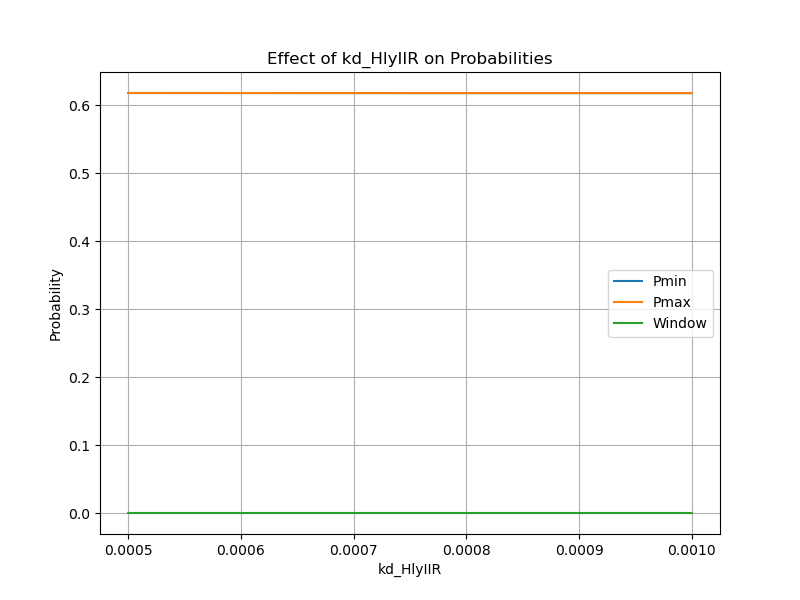 Effect of kd_HlyIIR on Probabilities
Probability
0.6
0.5
0.4
0.3
0.2
0.1
0.0
Pmin
Pmax
Window
0.0005 0.0006 0.0007 0.0008 0.0009 0.0010
kd_HlyIIR